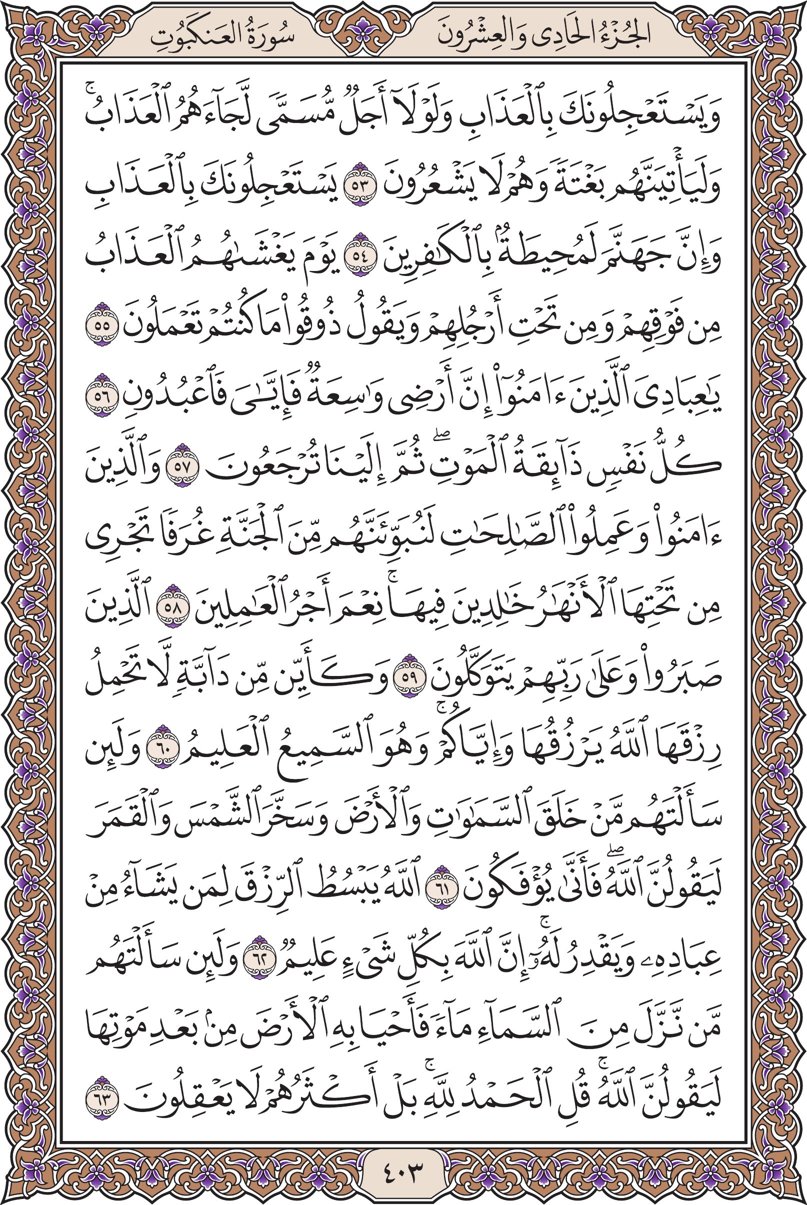 الجُزْءُ الحَادِى وَالعِشْرُونَ
سُورَةُ العَنكَبُوتِ
وَيَسْتَعْجِلُونَكَ بِٱلْعَذَابِ وَلَوْلَآ أَجَلٌ مُّسَمًّى لَّجَآءَهُمُ ٱلْعَذَابُۚ
وَلَيَأْتِيَنَّهُم بَغْتَةً وَهُمْ لَا يَشْعُرُونَ ٥٣ يَسْتَعْجِلُونَكَ بِٱلْعَذَابِ
وَإِنَّ جَهَنَّمَ لَمُحِيطَةٌۢ بِٱلْكَٰفِرِينَ ٥٤ يَوْمَ يَغْشَىٰهُمُ ٱلْعَذَابُ
مِن فَوْقِهِمْ وَمِن تَحْتِ أَرْجُلِهِمْ وَيَقُولُ ذُوقُوا۟ مَا كُنتُمْ تَعْمَلُونَ ٥٥
يَٰعِبَادِىَ ٱلَّذِينَ ءَامَنُوٓا۟ إِنَّ أَرْضِى وَٰسِعَةٌ فَإِيَّٰىَ فَٱعْبُدُونِ ٥٦
كُلُّ نَفْسٍ ذَآئِقَةُ ٱلْمَوْتِۖ ثُمَّ إِلَيْنَا تُرْجَعُونَ ٥٧ وَٱلَّذِينَ
ءَامَنُوا۟ وَعَمِلُوا۟ ٱلصَّٰلِحَٰتِ لَنُبَوِّئَنَّهُم مِّنَ ٱلْجَنَّةِ غُرَفًا تَجْرِى
مِن تَحْتِهَا ٱلْأَنْهَٰرُ خَٰلِدِينَ فِيهَاۚ نِعْمَ أَجْرُ ٱلْعَٰمِلِينَ ٥٨ ٱلَّذِينَ
صَبَرُوا۟ وَعَلَىٰ رَبِّهِمْ يَتَوَكَّلُونَ ٥٩ وَكَأَيِّن مِّن دَآبَّةٍ لَّا تَحْمِلُ
رِزْقَهَا ٱللَّهُ يَرْزُقُهَا وَإِيَّاكُمْۚ وَهُوَ ٱلسَّمِيعُ ٱلْعَلِيمُ ٦٠ وَلَئِن
سَأَلْتَهُم مَّنْ خَلَقَ ٱلسَّمَٰوَٰتِ وَٱلْأَرْضَ وَسَخَّرَ ٱلشَّمْسَ وَٱلْقَمَرَ
لَيَقُولُنَّ ٱللَّهُۖ فَأَنَّىٰ يُؤْفَكُونَ ٦١ ٱللَّهُ يَبْسُطُ ٱلرِّزْقَ لِمَن يَشَآءُ مِنْ
عِبَادِهِۦ وَيَقْدِرُ لَهُۥٓۚ إِنَّ ٱللَّهَ بِكُلِّ شَىْءٍ عَلِيمٌ ٦٢ وَلَئِن سَأَلْتَهُم
مَّن نَّزَّلَ مِنَ ٱلسَّمَآءِ مَآءً فَأَحْيَا بِهِ ٱلْأَرْضَ مِنۢ بَعْدِ مَوْتِهَا
لَيَقُولُنَّ ٱللَّهُۚ قُلِ ٱلْحَمْدُ لِلَّهِۚ بَلْ أَكْثَرُهُمْ لَا يَعْقِلُونَ ٦٣
٤٠٣